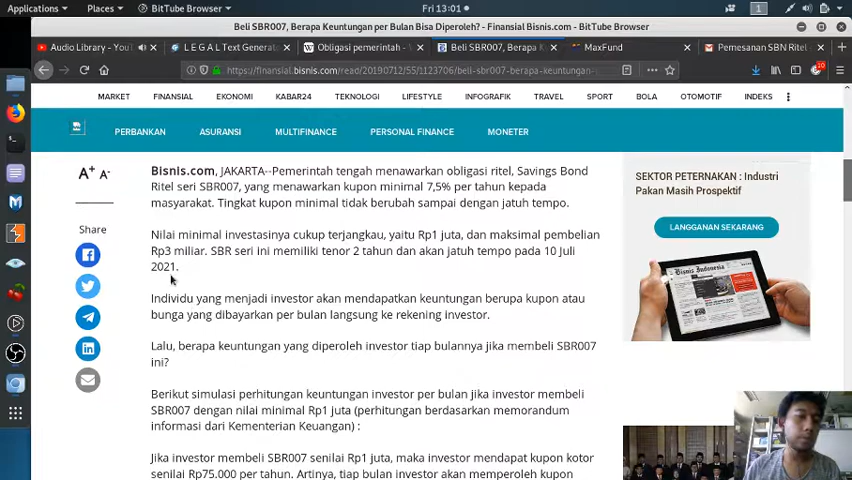 Applications Places BitTube Browser Fri 13:01 1
Beli SBR007, Berapa Keuntungan per Bulan Bisa Diperoleh? - Finansial Bisnis.com - BitTube Browser
Audio Library - You L E G A L Text Generat Obligasi pemerintah - Beli SBR007, Berapa Ke MaxFund Pemesanan SBN Ritel
https://finansial.bisnis.com/read/20190712/55/1123706/beli-sbr007-berapa-keuntungan- 10
MARKET FINANSIAL EKONOMI KABAR24 TEKNOLOGI LIFESTYLE INFOGRAFIK TRAVEL SPORT BOLA OTOMOTIF INDEKS
PERBANKAN ASURANSI MULTIFINANCE PERSONAL FINANCE MONETER
A+ A-
Share
Bisnis.com, JAKARTA--Pemerintah tengah menawarkan obligasi ritel, Savings Bond
Ritel seri SBR007, yang menawarkan kupon minimal 7,5% per tahun kepada
masyarakat. Tingkat kupon minimal tidak berubah sampai dengan jatuh tempo.
Nilai minimal investasinya cukup terjangkau, yaitu Rp1 juta, dan maksimal pembelian
Rp3 miliar. SBR seri ini memiliki tenor 2 tahun dan akan jatuh tempo pada 10 Juli
2021.
Individu yang menjadi investor akan mendapatkan keuntungan berupa kupon atau
bunga yang dibayarkan per bulan langsung ke rekening investor.
Lalu, berapa keuntungan yang diperoleh investor tiap bulannya jika membeli SBR007
ini?
Berikut simulasi perhitungan keuntungan investor per bulan jika investor membeli
SBR007 dengan nilai minimal Rp1 juta (perhitungan berdasarkan memorandum
informasi dari Kementerian Keuangan) :
Jika investor membeli SBR007 senilai Rp1 juta, maka investor mendapat kupon kotor
senilai Rp75.000 per tahun. Artinya, tiap bulan investor akan memperoleh kupon
SEKTOR PETERNAKAN : Industri
Pakan Masih Prospektif
LANGGANAN SEKARANG
Bisnis Indonesia